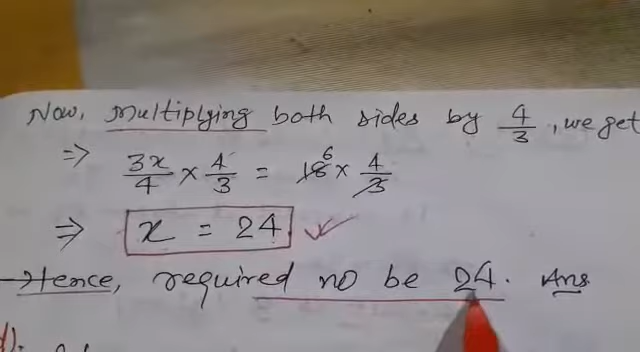 Now, multiplying both sides by 4/3, we get
⇒ 3x/4 × 4/3 = 18 6 × 4/3
⇒ x = 24 ✓
Hence, required no be 24. Ans